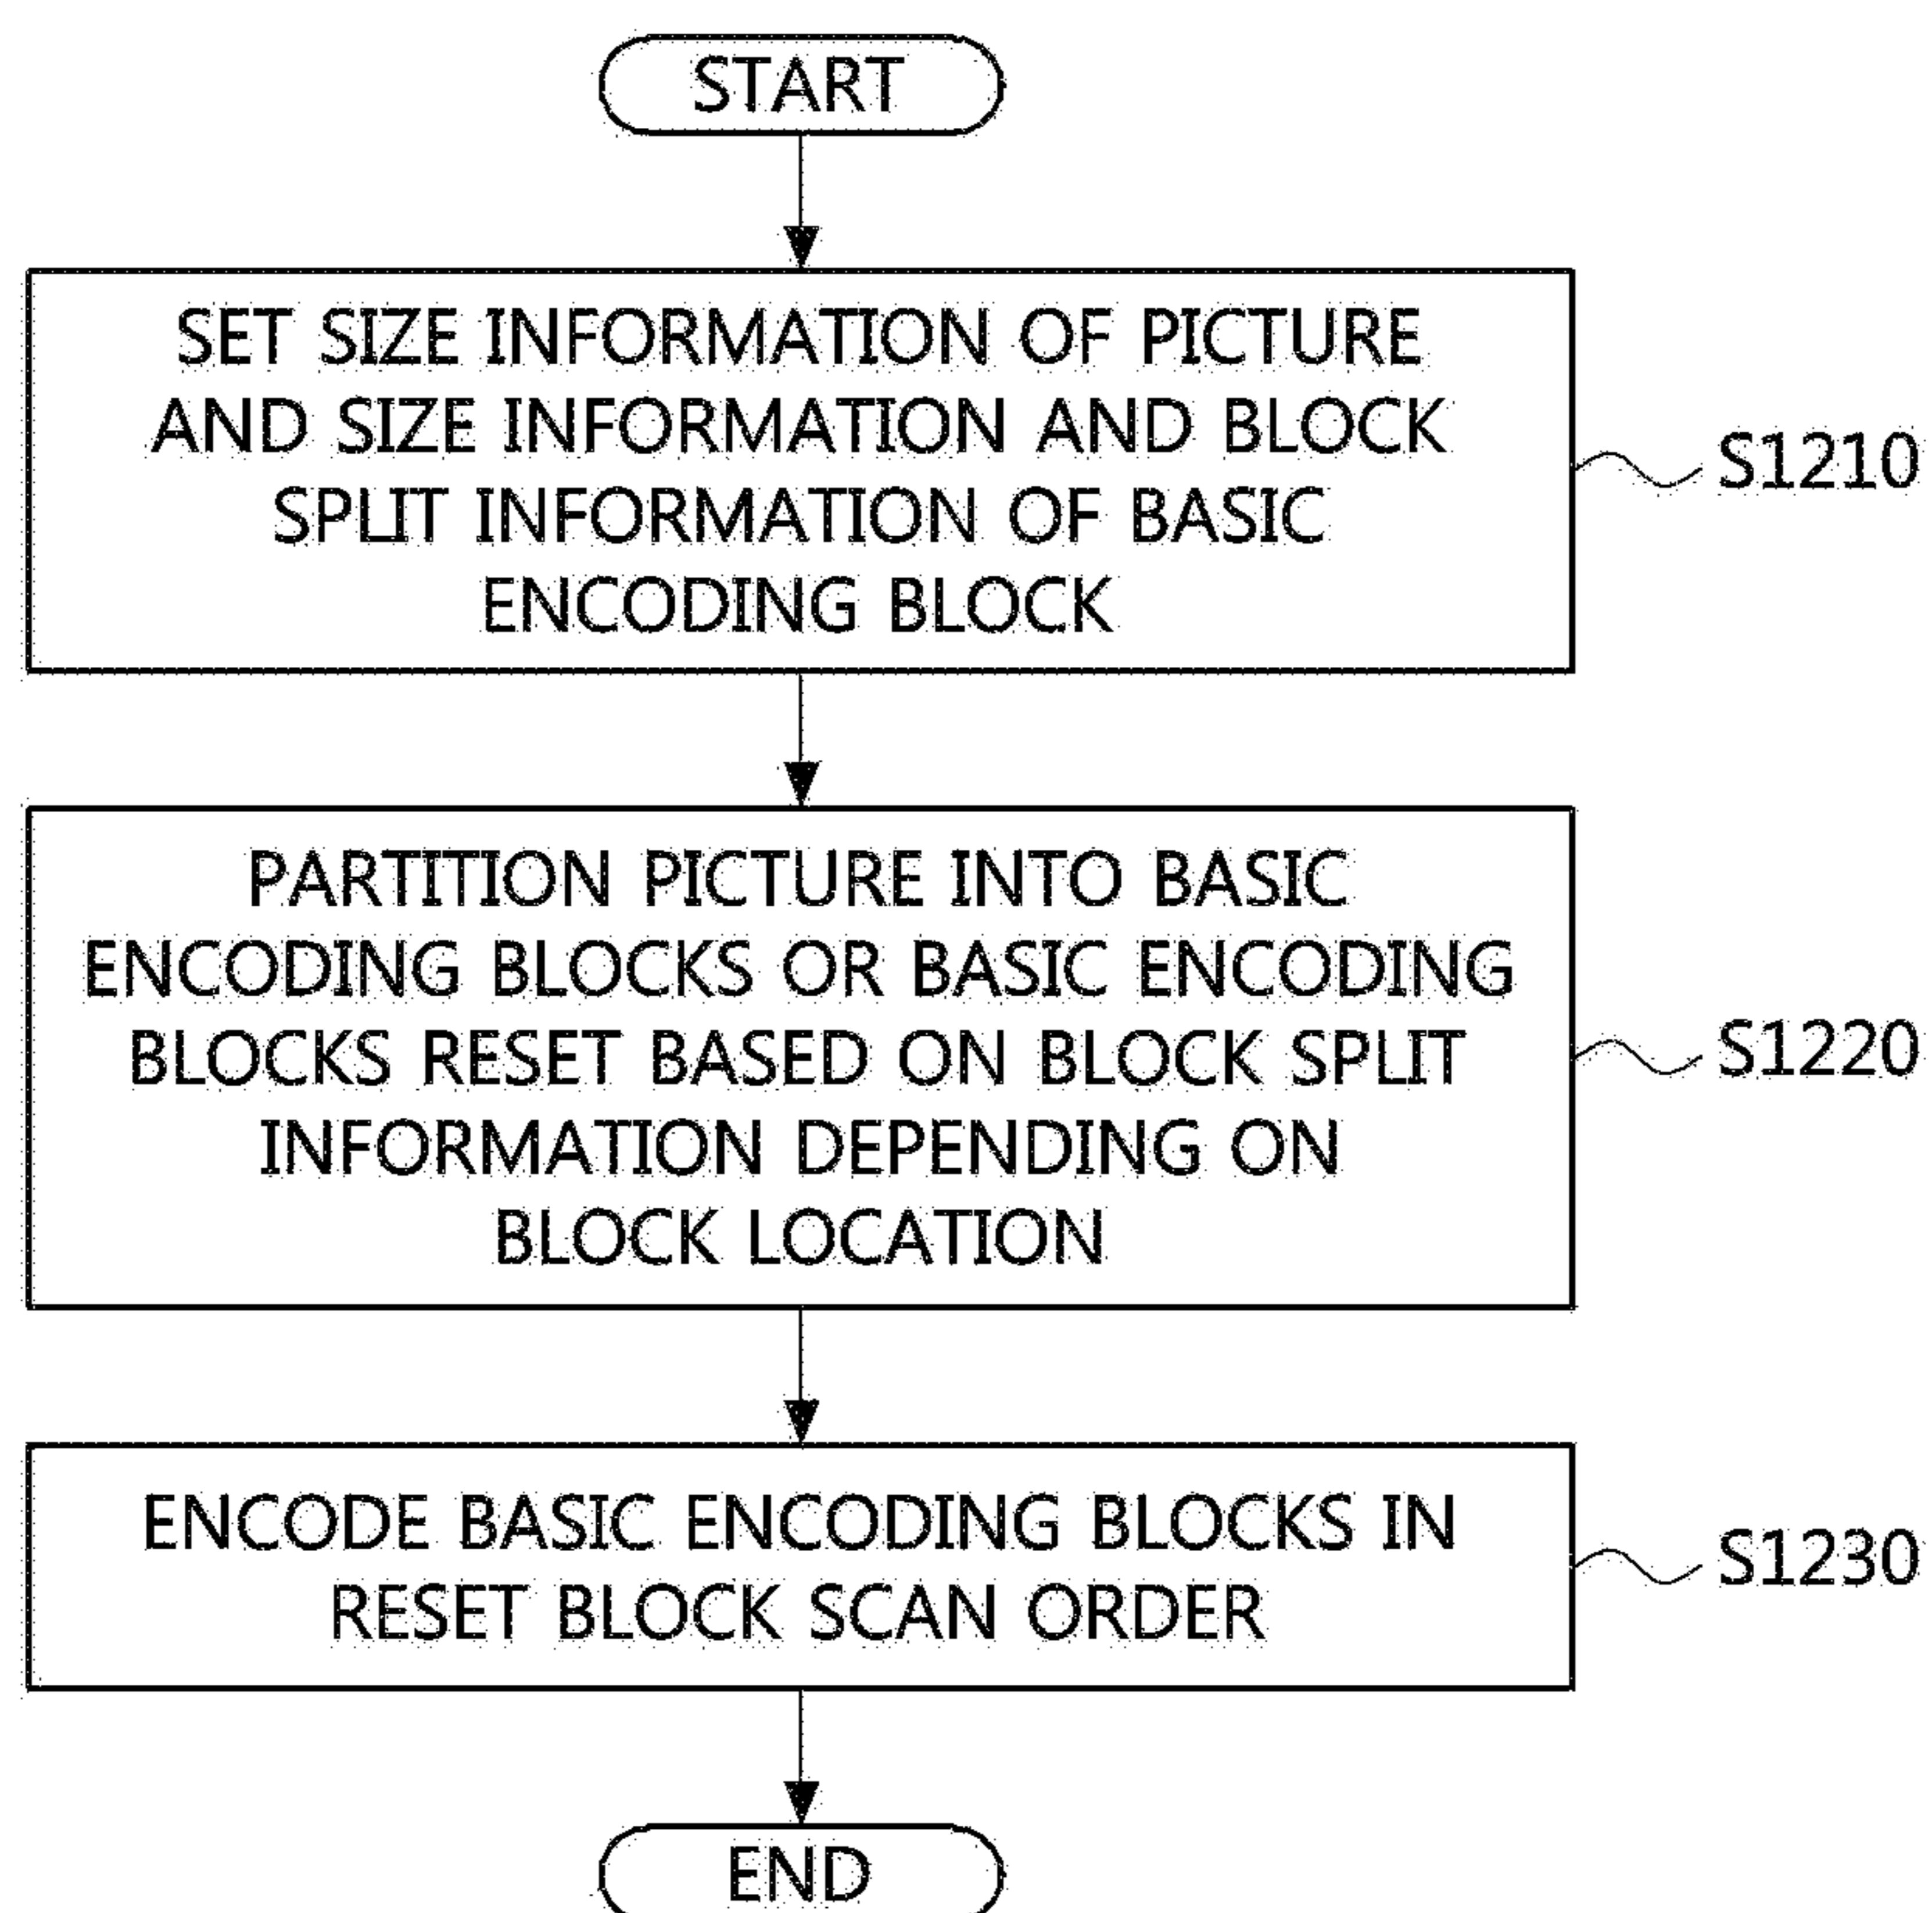 START
SET SIZE INFORMATION OF PICTURE
AND SIZE INFORMATION AND BLOCK
SPLIT INFORMATION OF BASIC
ENCODING BLOCK
S1210
PARTITION PICTURE INTO BASIC
ENCODING BLOCKS OR BASIC ENCODING
BLOCKS RESET BASED ON BLOCK SPLIT
INFORMATION DEPENDING ON
BLOCK LOCATION
S1220
ENCODE BASIC ENCODING BLOCKS IN
RESET BLOCK SCAN ORDER
S1230
END